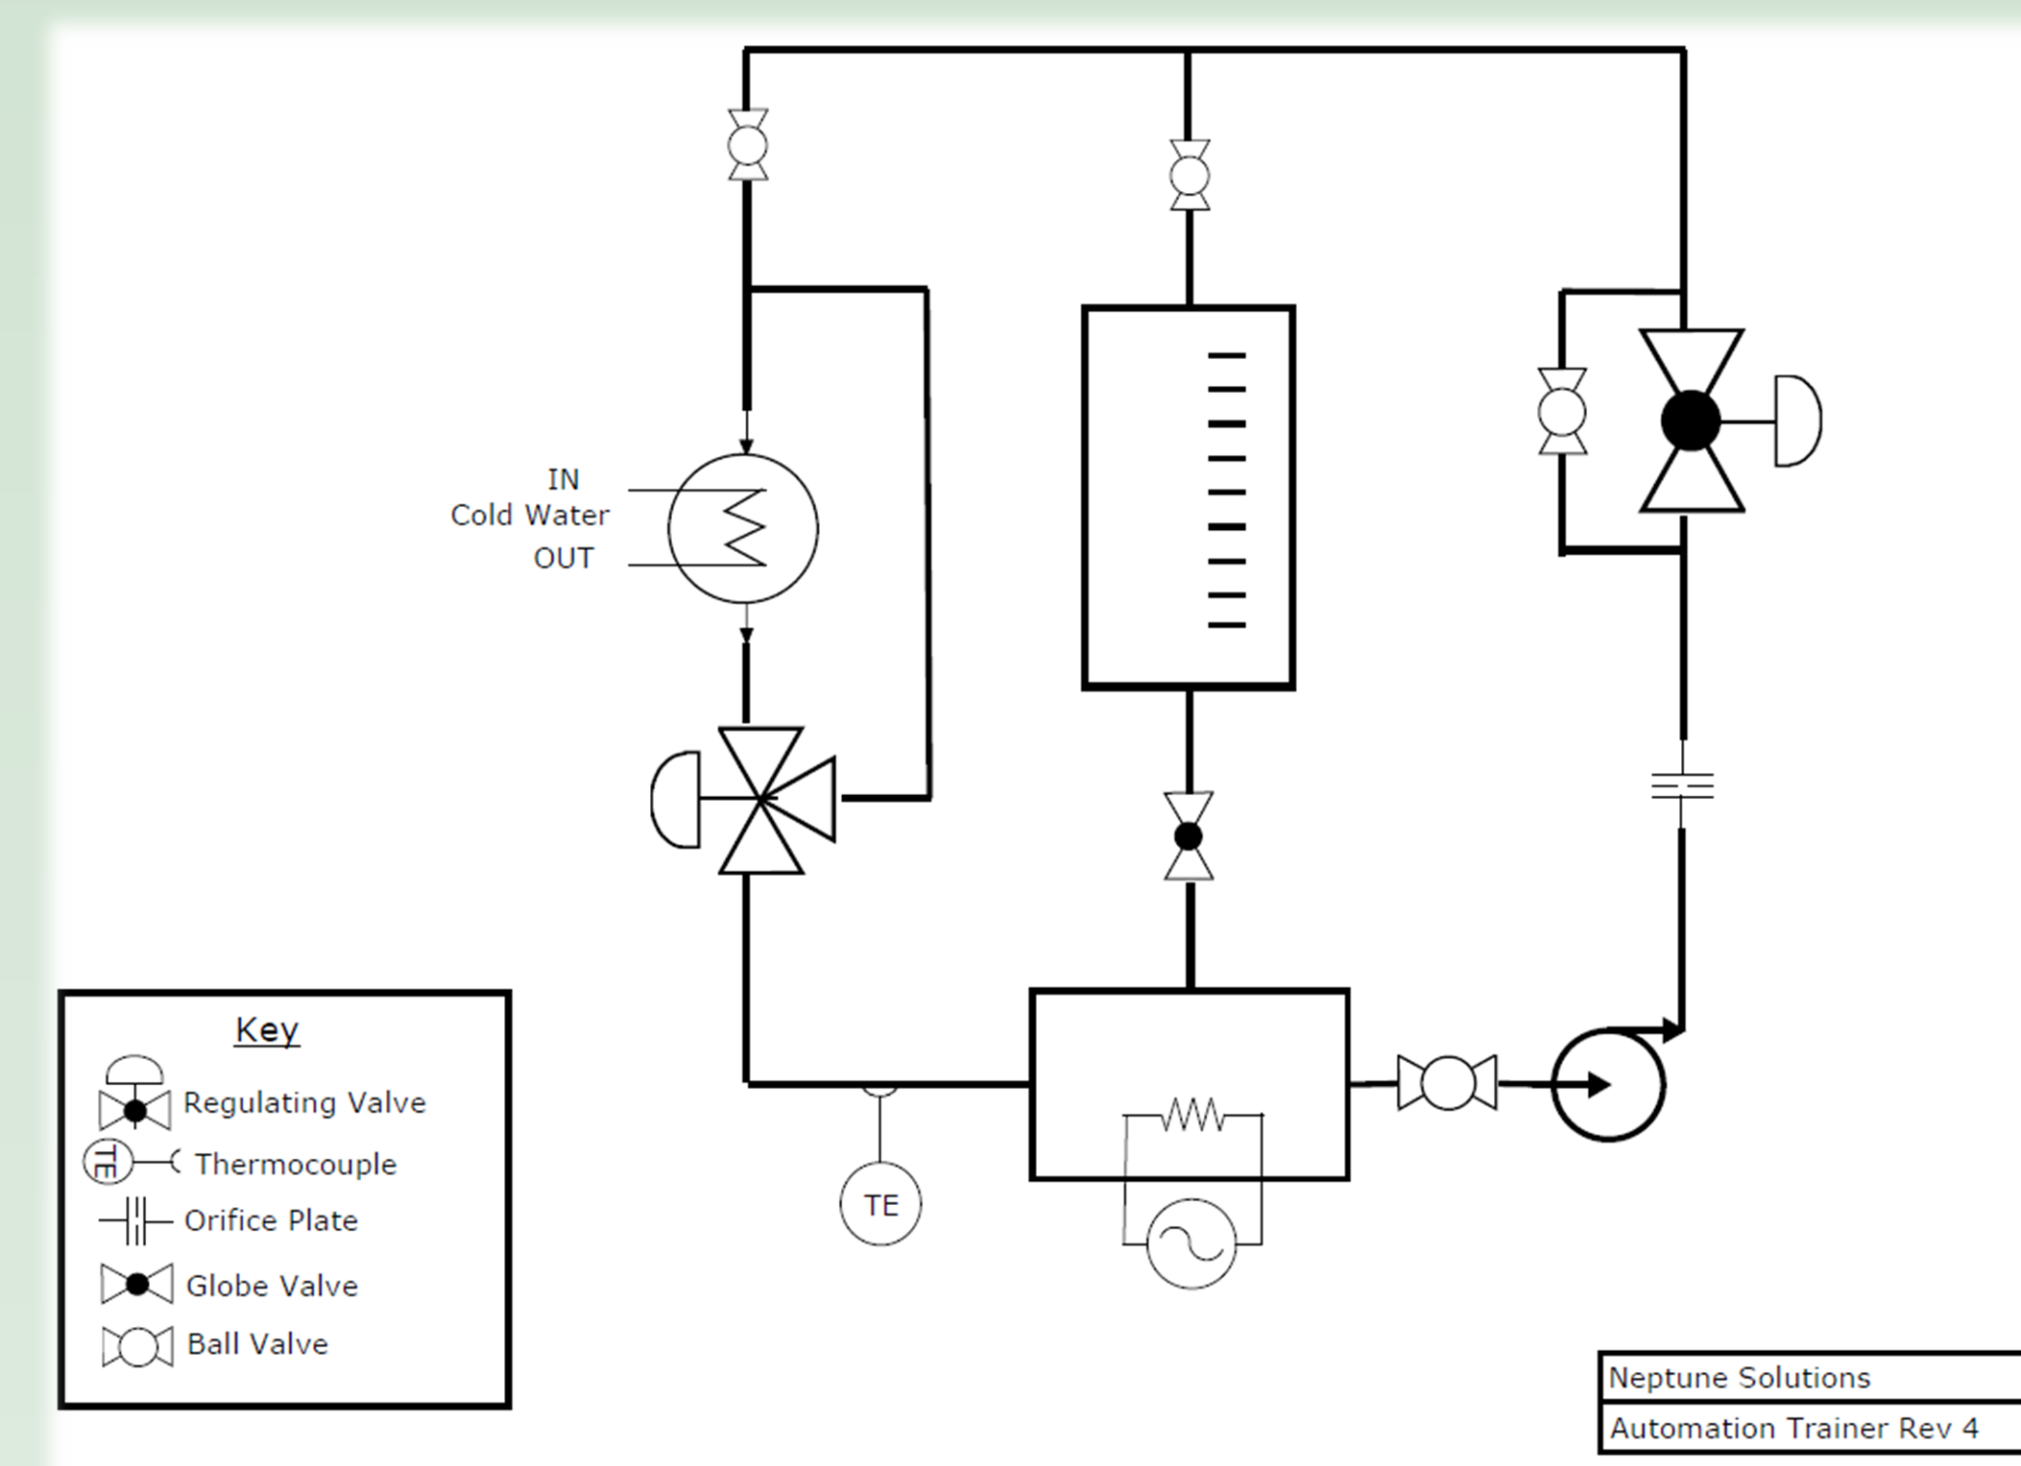 IN
Cold Water
OUT
Key
Regulating Valve
TE
Thermocouple
Orifice Plate
Globe Valve
Ball Valve
TE
Neptune Solutions
Automation Trainer Rev 4